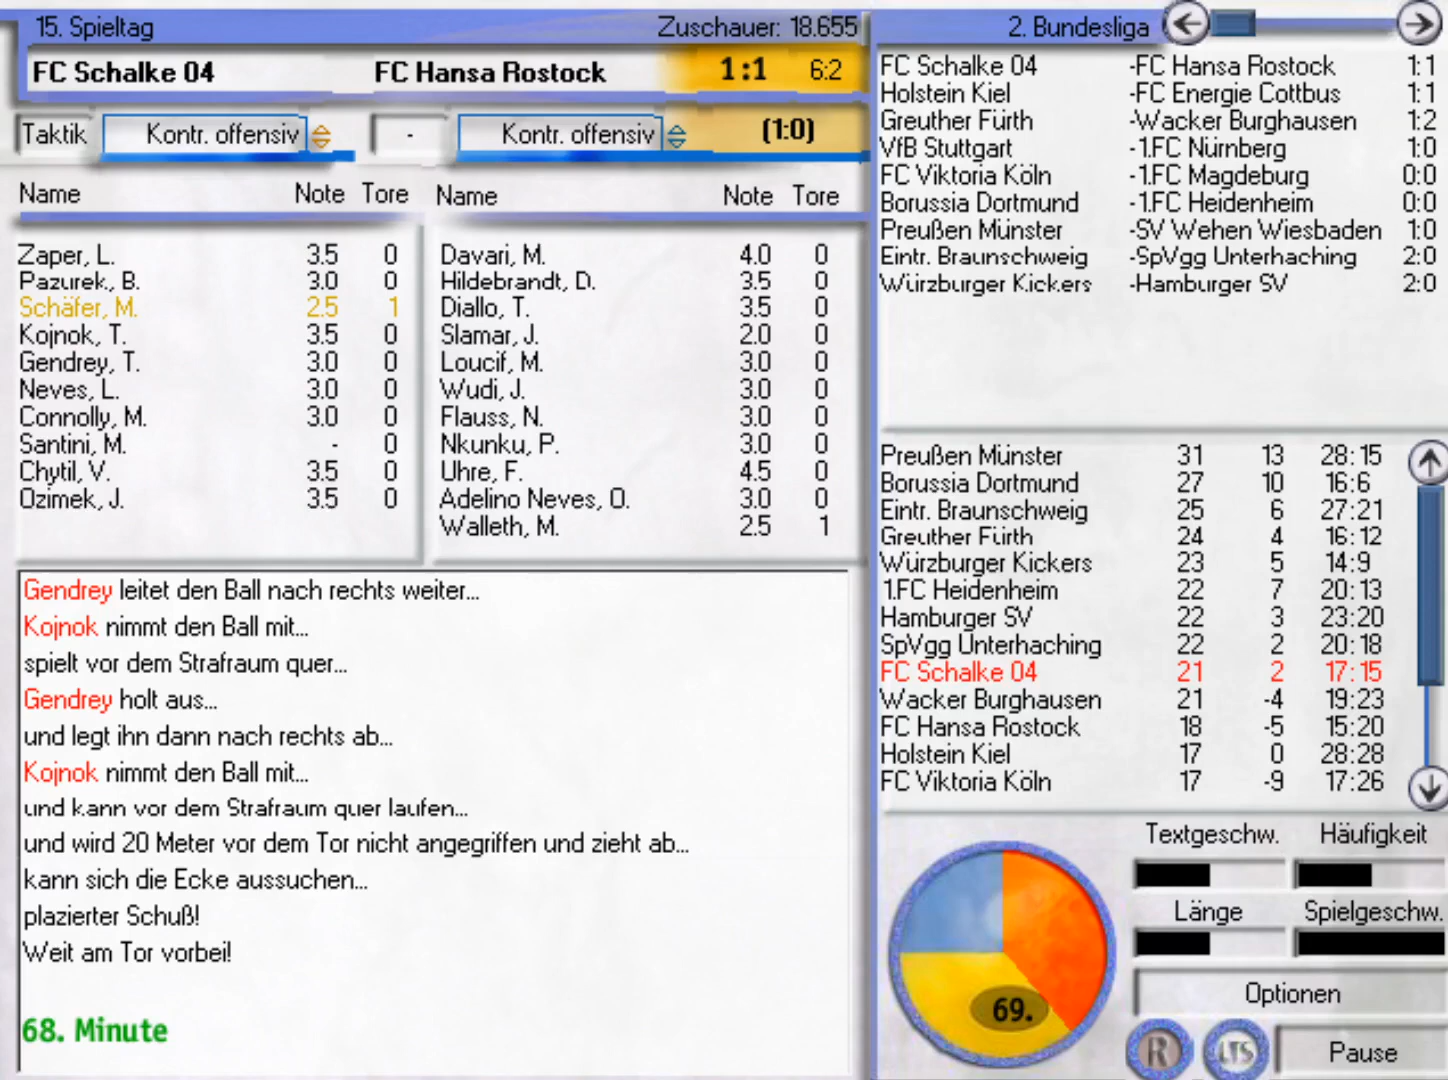 15. Spieltag Zuschauer: 18.655
FC Schalke 04 FC Hansa Rostock 1:1 6:2
Taktik Kontr. offensiv - Kontr. offensiv (1:0)
Name Note Tore Name Note Tore
Zaper, L. 3.5 0
Pazurek, B. 3.0 0
Schäfer, M. 2.5 1
Kojnok, T. 3.5 0
Gendrey, T. 3.0 0
Neves, L. 3.0 0
Connolly, M. 3.0 0
Santini, M. - 0
Chytil, V. 3.5 0
Ozimek, J. 3.5 0
Davari, M. 4.0 0
Hildebrandt, D. 3.5 0
Diallo, T. 3.5 0
Slamar, J. 2.0 0
Loucif, M. 3.0 0
Wudi, J. 3.0 0
Flauss, N. 3.0 0
Nkunku, P. 3.0 0
Uhre, F. 4.5 0
Adelino Neves, O. 3.0 0
Walleth, M. 2.5 1
Gendrey leitet den Ball nach rechts weiter...
Kojnok nimmt den Ball mit...
spielt vor dem Strafraum quer...
Gendrey holt aus...
und legt ihn dann nach rechts ab...
Kojnok nimmt den Ball mit...
und kann vor dem Strafraum quer laufen...
und wird 20 Meter vor dem Tor nicht angegriffen und zieht ab...
kann sich die Ecke aussuchen...
plazierter Schuß!
Weit am Tor vorbei!
68. Minute
2. Bundesliga
FC Schalke 04 -FC Hansa Rostock 1:1
Holstein Kiel -FC Energie Cottbus 1:1
Greuther Fürth -Wacker Burghausen 1:2
VfB Stuttgart -1.FC Nürnberg 1:0
FC Viktoria Köln -1.FC Magdeburg 0:0
Borussia Dortmund -1.FC Heidenheim 0:0
Preußen Münster -SV Wehen Wiesbaden 1:0
Eintr. Braunschweig -SpVgg Unterhaching 2:0
Würzburger Kickers -Hamburger SV 2:0
Preußen Münster 31 13 28:15
Borussia Dortmund 27 10 16:6
Eintr. Braunschweig 25 6 27:21
Greuther Fürth 24 4 16:12
Würzburger Kickers 23 5 14:9
1.FC Heidenheim 22 7 20:13
Hamburger SV 22 3 23:20
SpVgg Unterhaching 22 2 20:18
FC Schalke 04 21 2 17:15
Wacker Burghausen 21 -4 19:23
FC Hansa Rostock 18 -5 15:20
Holstein Kiel 17 0 28:28
FC Viktoria Köln 17 -9 17:26
Textgeschw. Häufigkeit
Länge Spielgeschw.
69.
Optionen
R LTS Pause